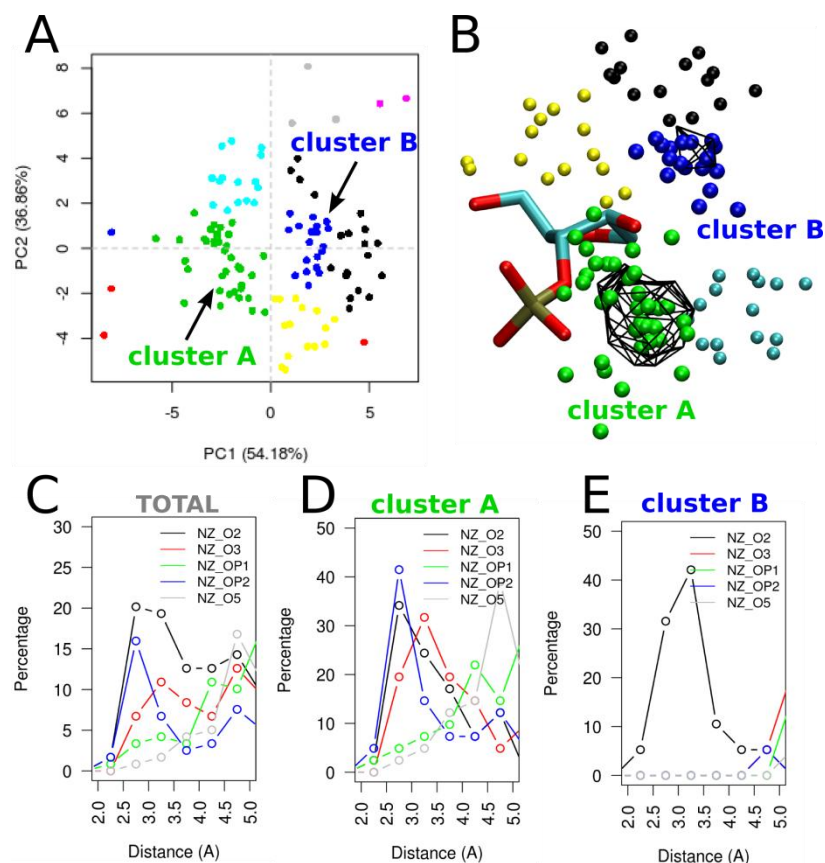 A
8
6
4
2
0
-2
-4
PC2 (36.86%)
cluster B
cluster A
-5
0
5
PC1 (54.18%)
B
cluster B
cluster A
C
TOTAL
30
25
20
15
10
5
0
Percentage
NZ_O2
NZ_O3
NZ_OP1
NZ_OP2
NZ_O5
2.0
2.5
3.0
3.5
4.0
4.5
5.0
Distance (A)
D
cluster A
50
40
30
20
10
0
Percentage
NZ_O2
NZ_O3
NZ_OP1
NZ_OP2
NZ_O5
2.0
2.5
3.0
3.5
4.0
4.5
5.0
Distance (A)
E
cluster B
50
40
30
20
10
0
Percentage
NZ_O2
NZ_O3
NZ_OP1
NZ_OP2
NZ_O5
2.0
2.5
3.0
3.5
4.0
4.5
5.0
Distance (A)